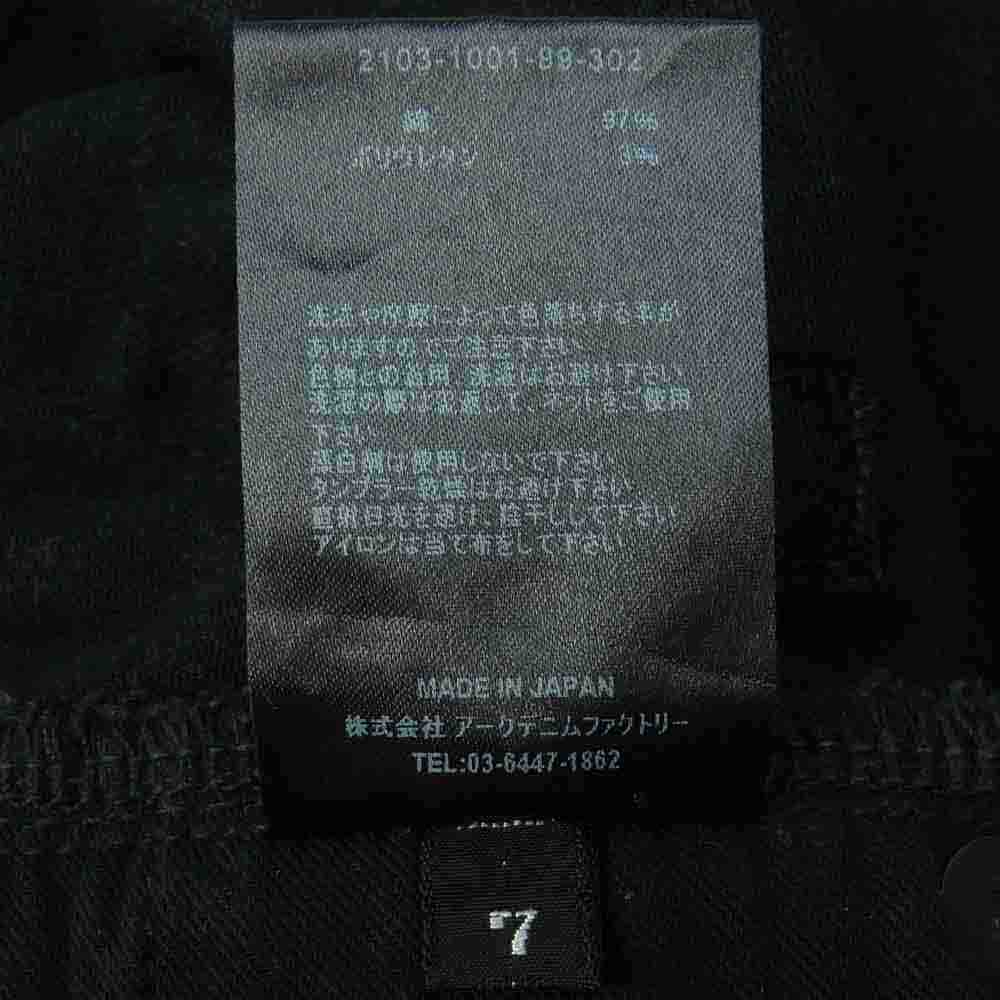 2103-1001-99-302
綿 97%
ポリウレタン 3%
洗濯や摩擦によって色落ちする事が
ありますのでご注意下さい。
色物との着用、洗濯はお避け下さい。
洗濯の際は裏返して、ネットをご使用
下さい。
蛍白剤は使用しないで下さい。
タンブラー乾燥はお避け下さい。
直射日光を避け、陰干しして下さい。
アイロンは当て布をして下さい。
MADE IN JAPAN
株式会社 アークデニムファクトリー
TEL:03-6447-1862
7